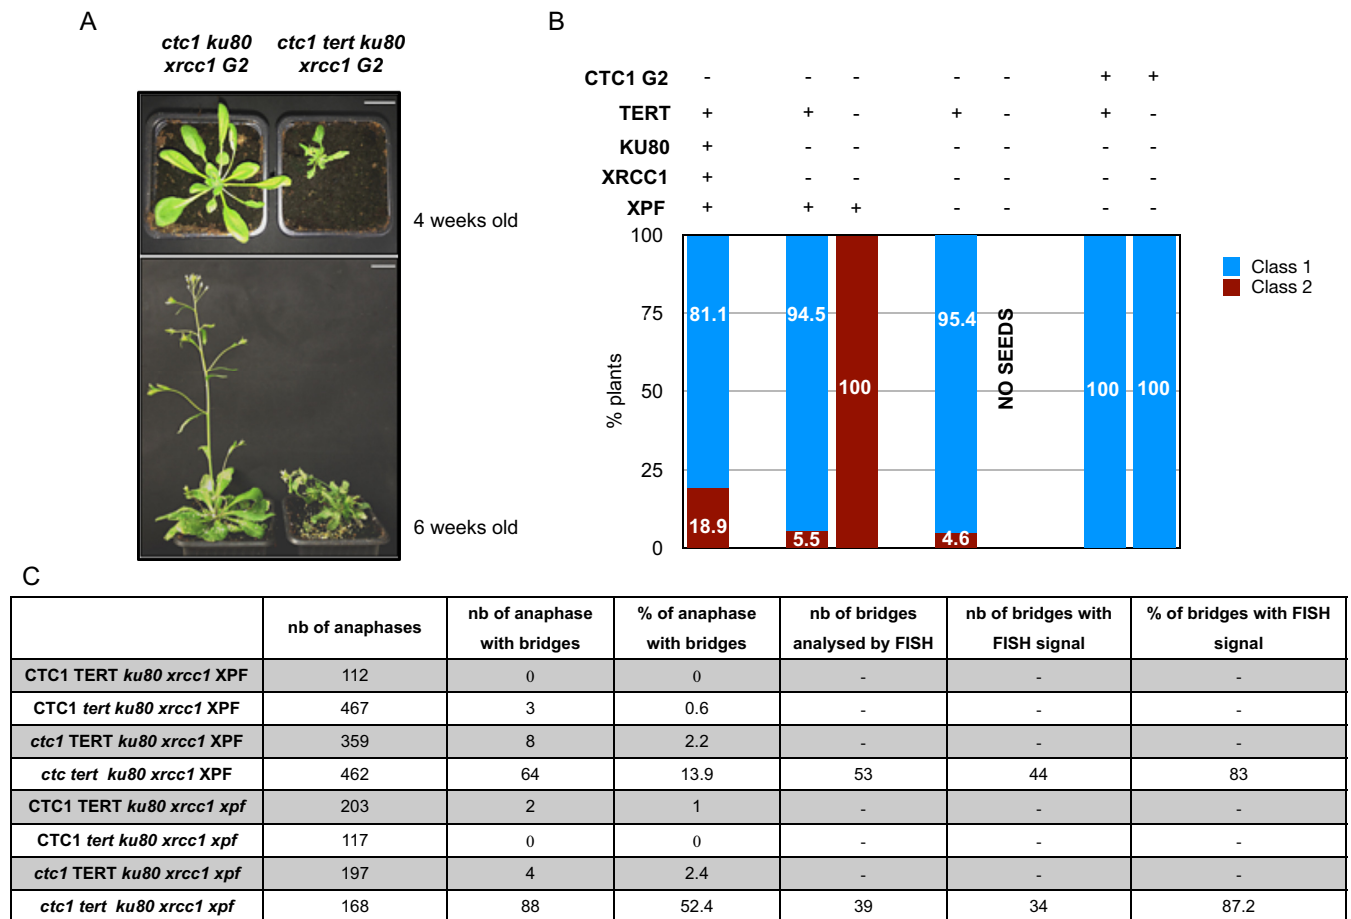 A
ctc1 ku80
xrcc1 G2
ctc1 tert ku80
xrcc1 G2
4 weeks old
6 weeks old
B
CTC1 G2 - - - - - + +
TERT + + - + - + -
KU80 + - - - - - -
XRCC1 + - - - - - -
XPF + + + - - - -
100
75
50
25
0
% plants
81.1
18.9
94.5
5.5
100
95.4
4.6
NO SEEDS
100
100
Class 1
Class 2
C
nb of anaphases
nb of anaphase
with bridges
% of anaphase
with bridges
nb of bridges
analysed by FISH
nb of bridges with
FISH signal
% of bridges with FISH
signal
CTC1 TERT ku80 xrcc1 XPF 112 0 0 - - -
CTC1 tert ku80 xrcc1 XPF 467 3 0.6 - - -
ctc1 TERT ku80 xrcc1 XPF 359 8 2.2 - - -
ctc tert ku80 xrcc1 XPF 462 64 13.9 53 44 83
CTC1 TERT ku80 xrcc1 xpf 203 2 1 - - -
CTC1 tert ku80 xrcc1 xpf 117 0 0 - - -
ctc1 TERT ku80 xrcc1 xpf 197 4 2.4 - - -
ctc1 tert ku80 xrcc1 xpf 168 88 52.4 39 34 87.2